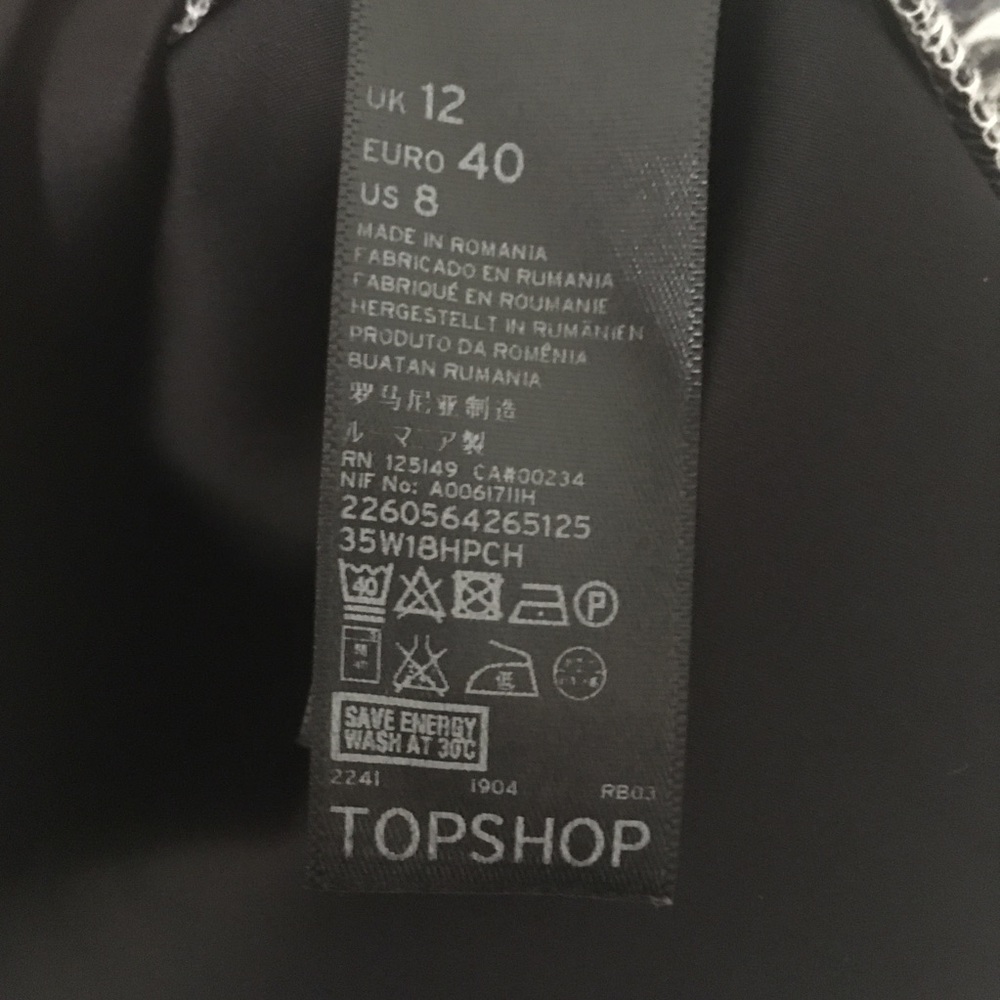 UK 12
EURO 40
US 8
MADE IN ROMANIA
FABRICADO EN RUMANIA
FABRIQUÉ EN ROUMANIE
HERGESTELLT IN RUMÄNIEN
PRODUTO DA ROMÊNIA
BUATAN RUMANIA
罗马尼亚制造
ルーマニア製
RN 125149 CA#00234
NIF No: A0061711H
2260564265125
35W18HPCH
40 P
低
SAVE ENERGY
WASH AT 30C
2241 1904 RB03
TOPSHOP